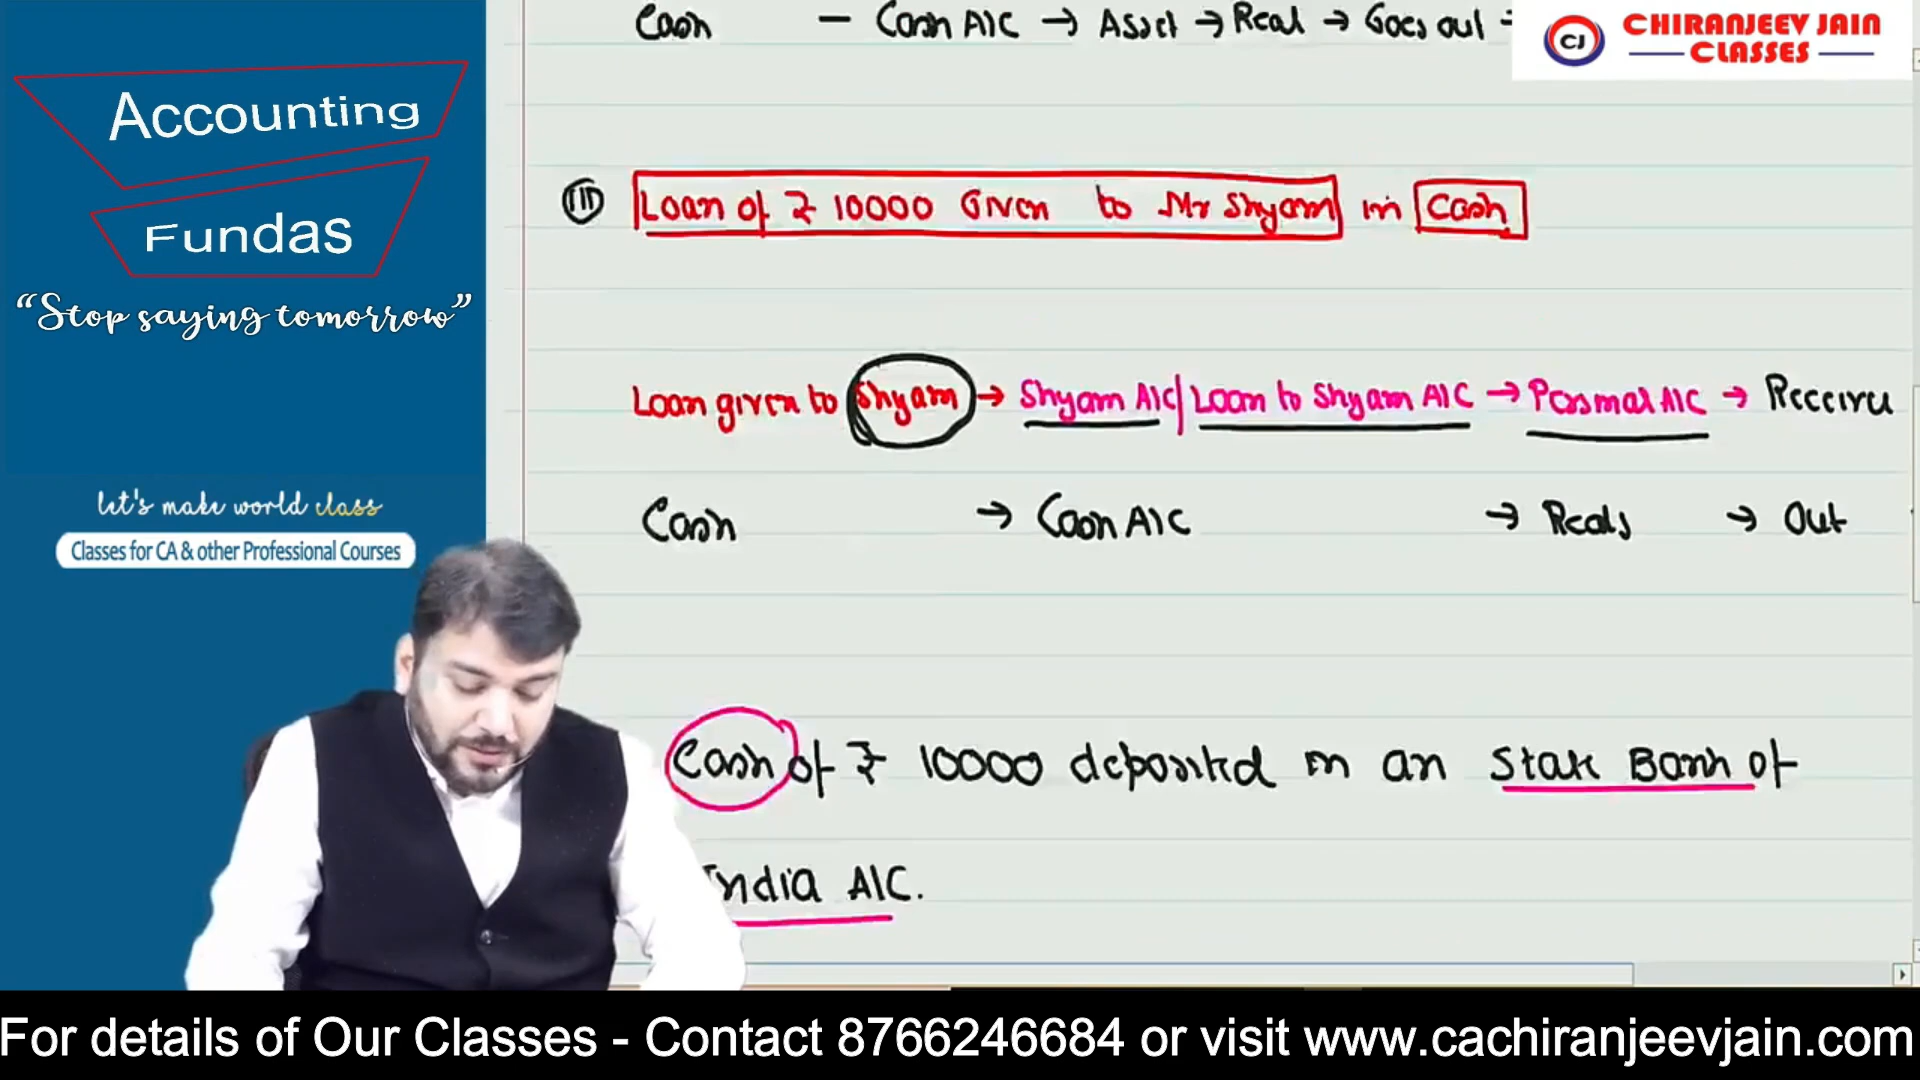 Cash — Cash A/C → Asset → Real → Goes out →
CHIRANJEEV JAIN
CJ
CLASSES
Accounting
Fundas
"Stop saying tomorrow"
let's make world class
Classes for CA & other Professional Courses
III Loan of ₹ 10000 Given to Mr Shyam in Cash
Loan given to Shyam → Shyam A/C / Loan to Shyam A/C → Personal A/C → Receiver
Cash → Cash A/C → Reals → Out
Cash of ₹ 10000 deposited in an State Bank of
India A/C.
For details of Our Classes - Contact 8766246684 or visit www.cachiranjeevjain.com